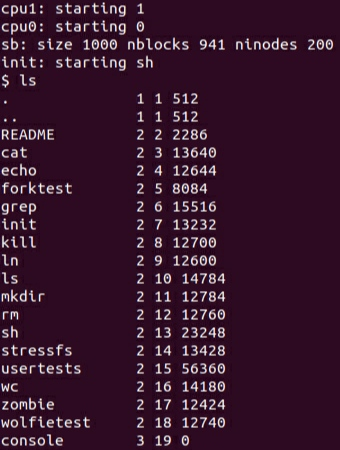 cpu1: starting 1
cpu0: starting 0
sb: size 1000 nblocks 941 ninodes 200
init: starting sh
$ ls
. 1 1 512
.. 1 1 512
README 2 2 2286
cat 2 3 13640
echo 2 4 12644
forktest 2 5 8084
grep 2 6 15516
init 2 7 13232
kill 2 8 12700
ln 2 9 12600
ls 2 10 14784
mkdir 2 11 12784
rm 2 12 12760
sh 2 13 23248
stressfs 2 14 13428
usertests 2 15 56360
wc 2 16 14180
zombie 2 17 12424
wolfietest 2 18 12740
console 3 19 0